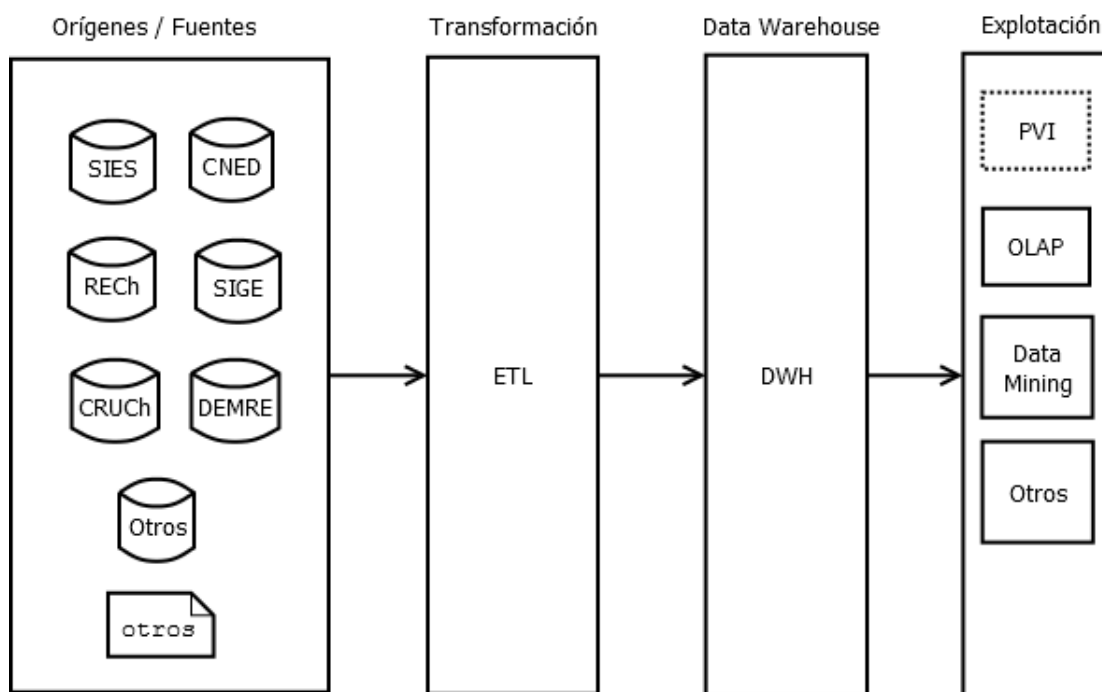 Orígenes / Fuentes
Transformación
Data Warehouse
Explotación
SIES
CNED
RECh
SIGE
CRUCh
DEMRE
Otros
otros
ETL
DWH
PVI
OLAP
Data
Mining
Otros